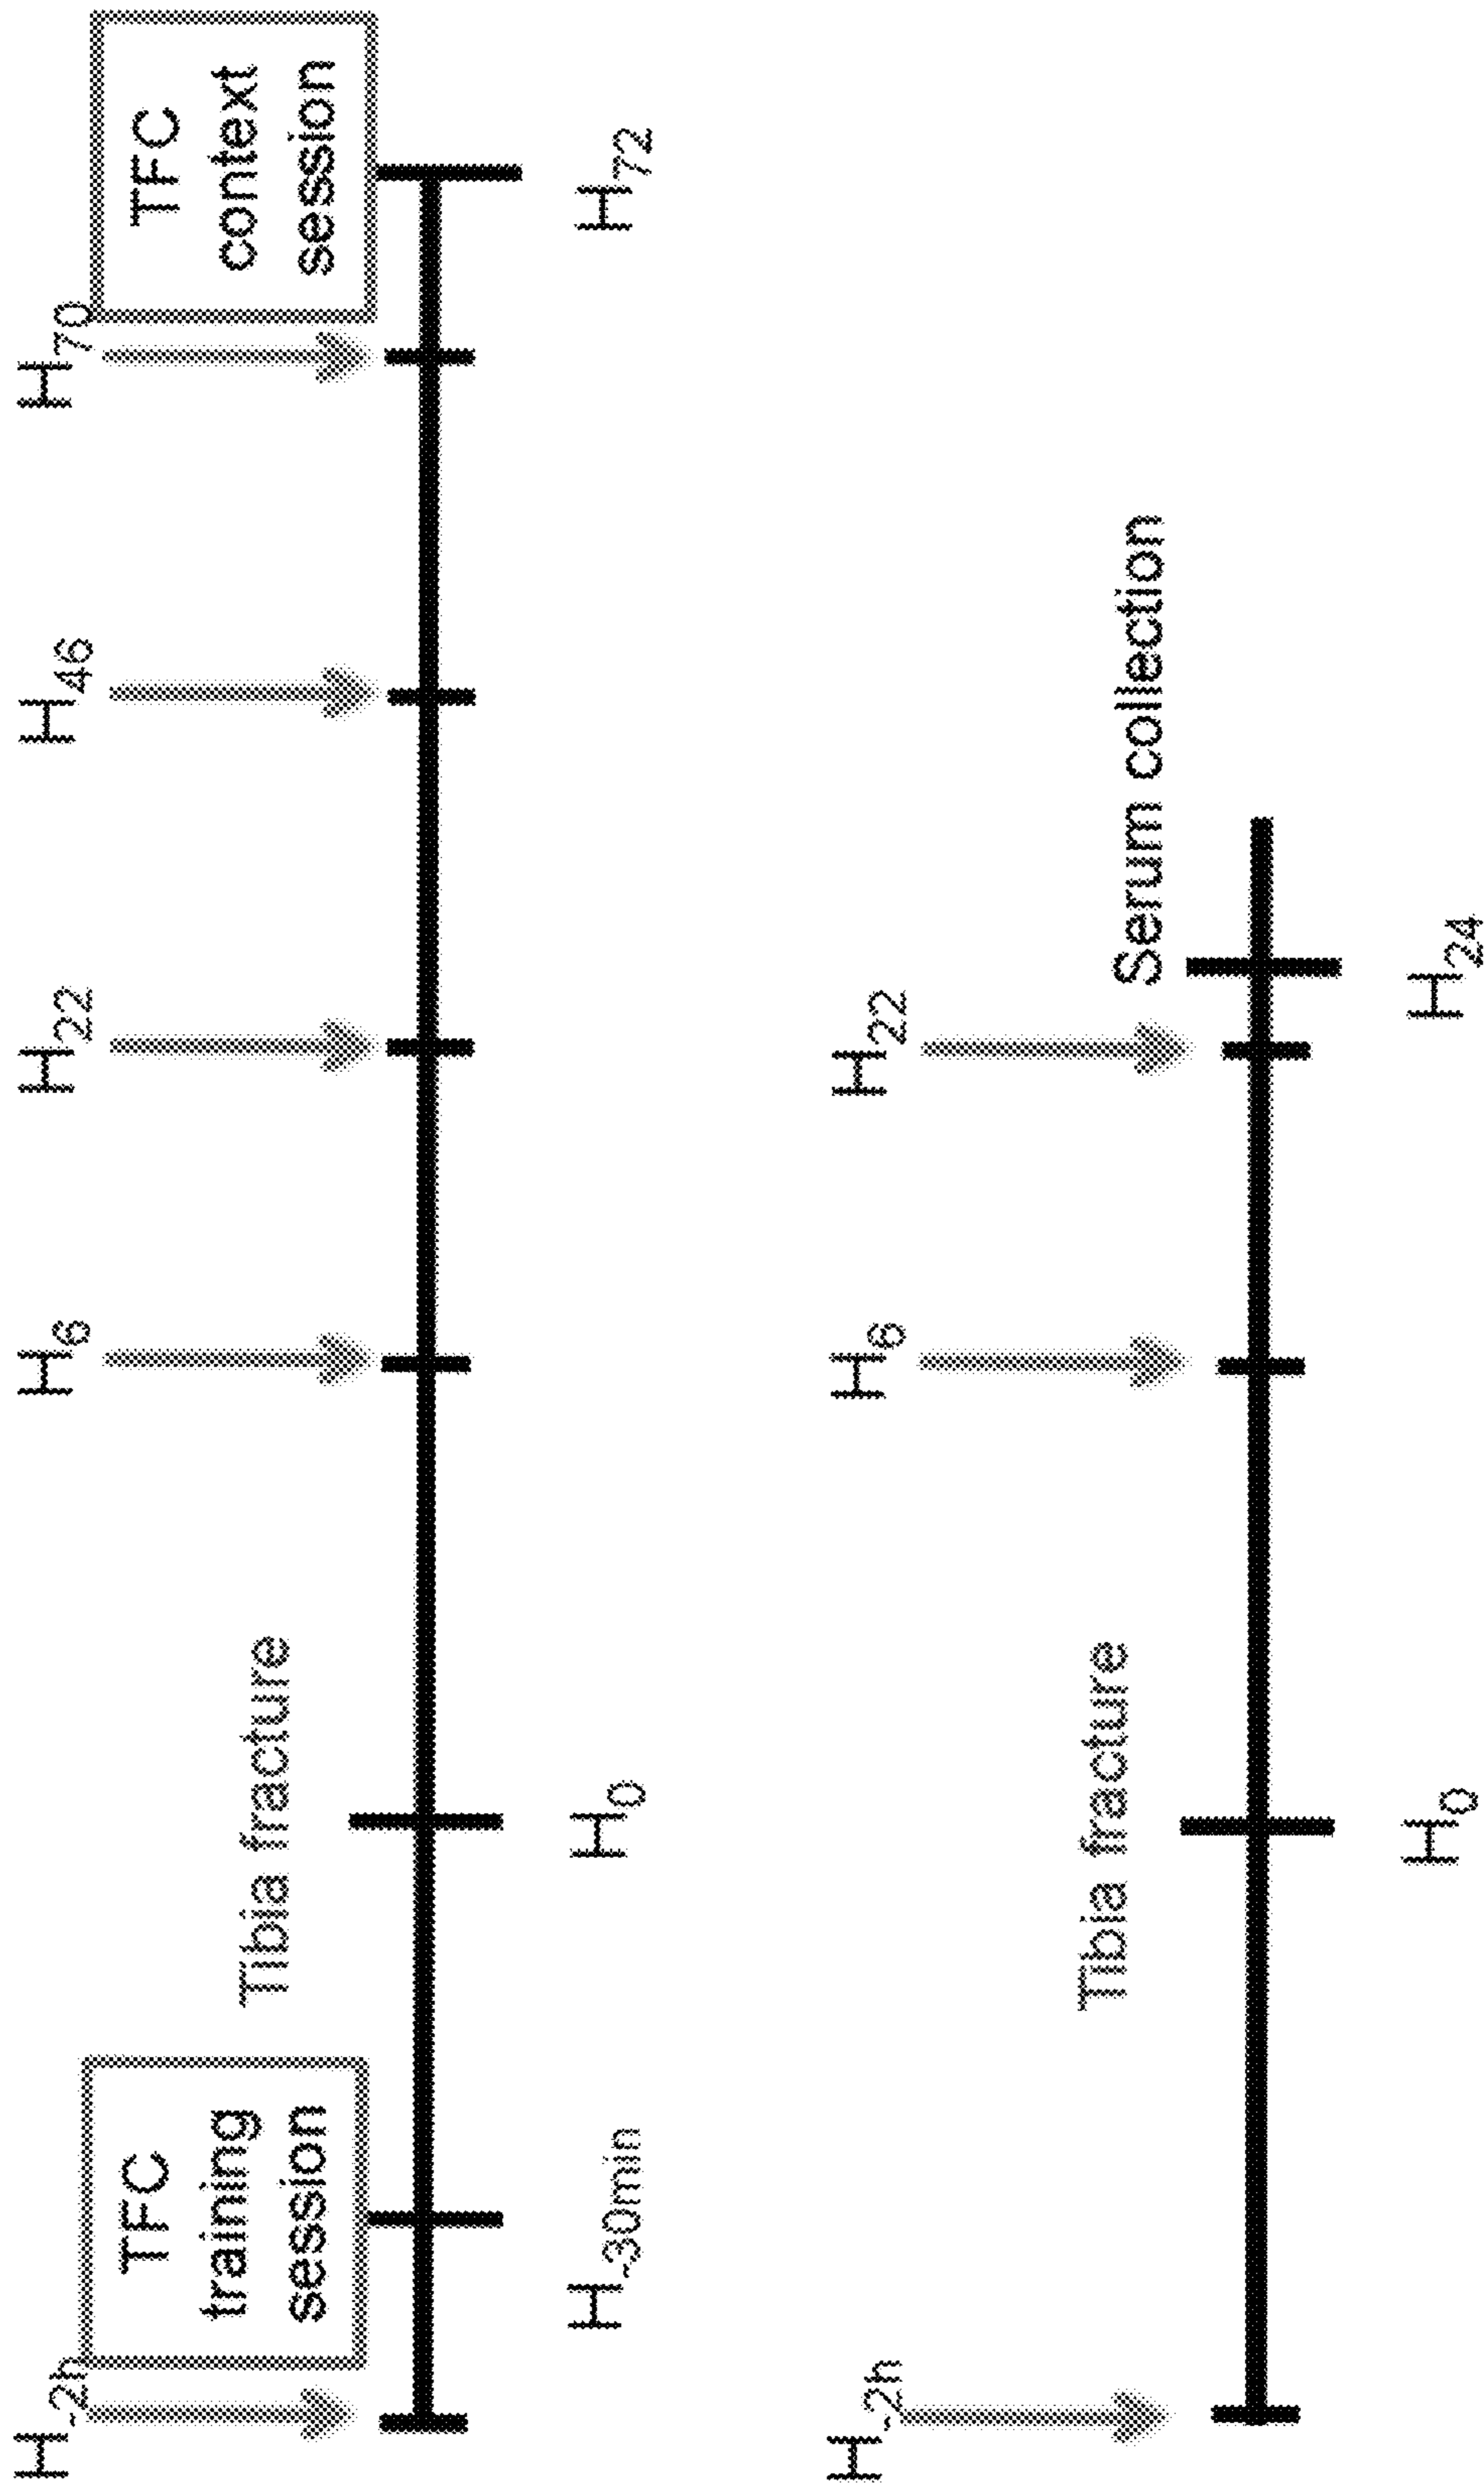 H-2h
TFC
training
session
H6
H22
H46
H70
TFC
context
session
Tibia fracture
H-30min
H0
H72
H-2h
H6
H22
Tibia fracture
Serum collection
H0
H24